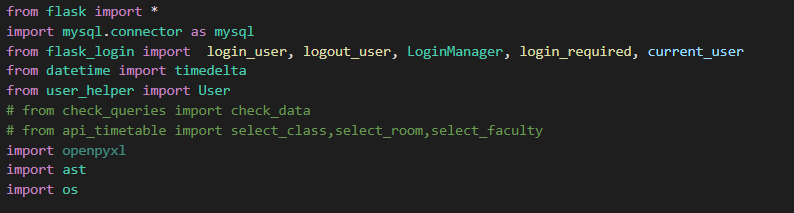 from flask import *
import mysql.connector as mysql
from flask_login import  login_user, logout_user, LoginManager, login_required, current_user
from datetime import timedelta
from user_helper import User
# from check_queries import check_data
# from api_timetable import select_class,select_room,select_faculty
import openpyxl
import ast
import os